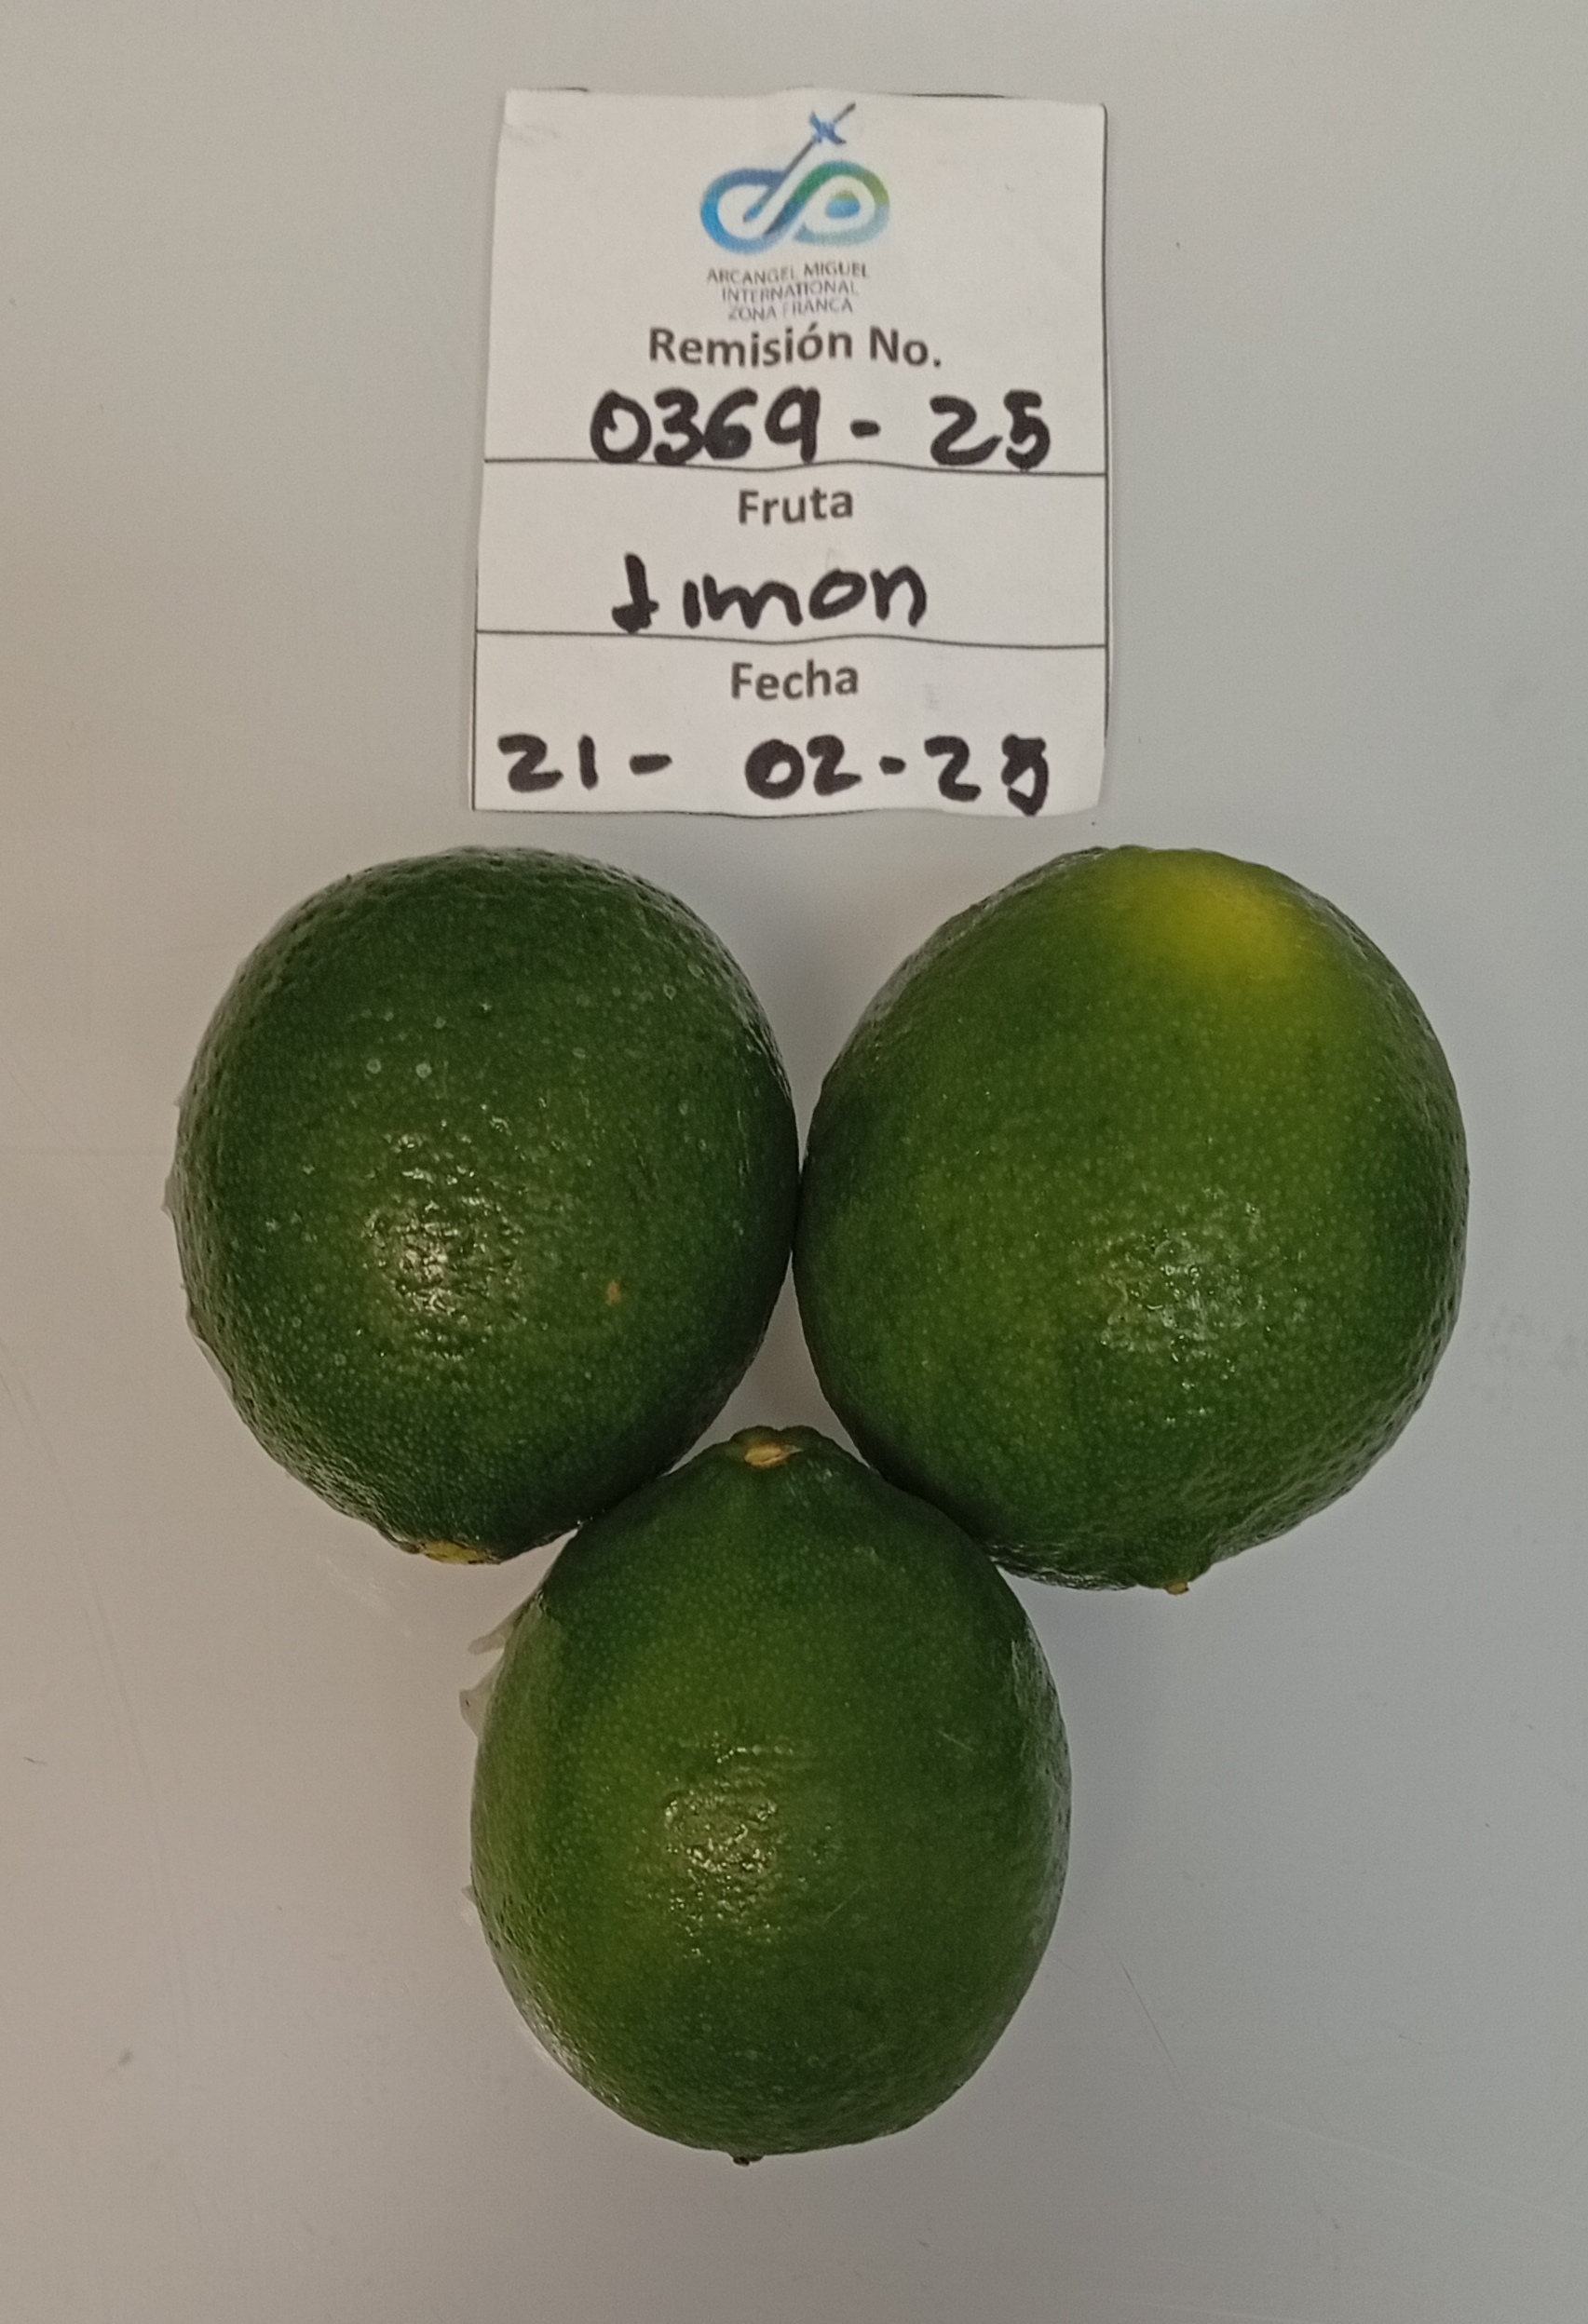 ARCANGEL MIGUEL
INTERNATIONAL
ZONA FRANCA
Remisión No.
0369 - 25
Fruta
Limon
Fecha
21 - 02 - 25